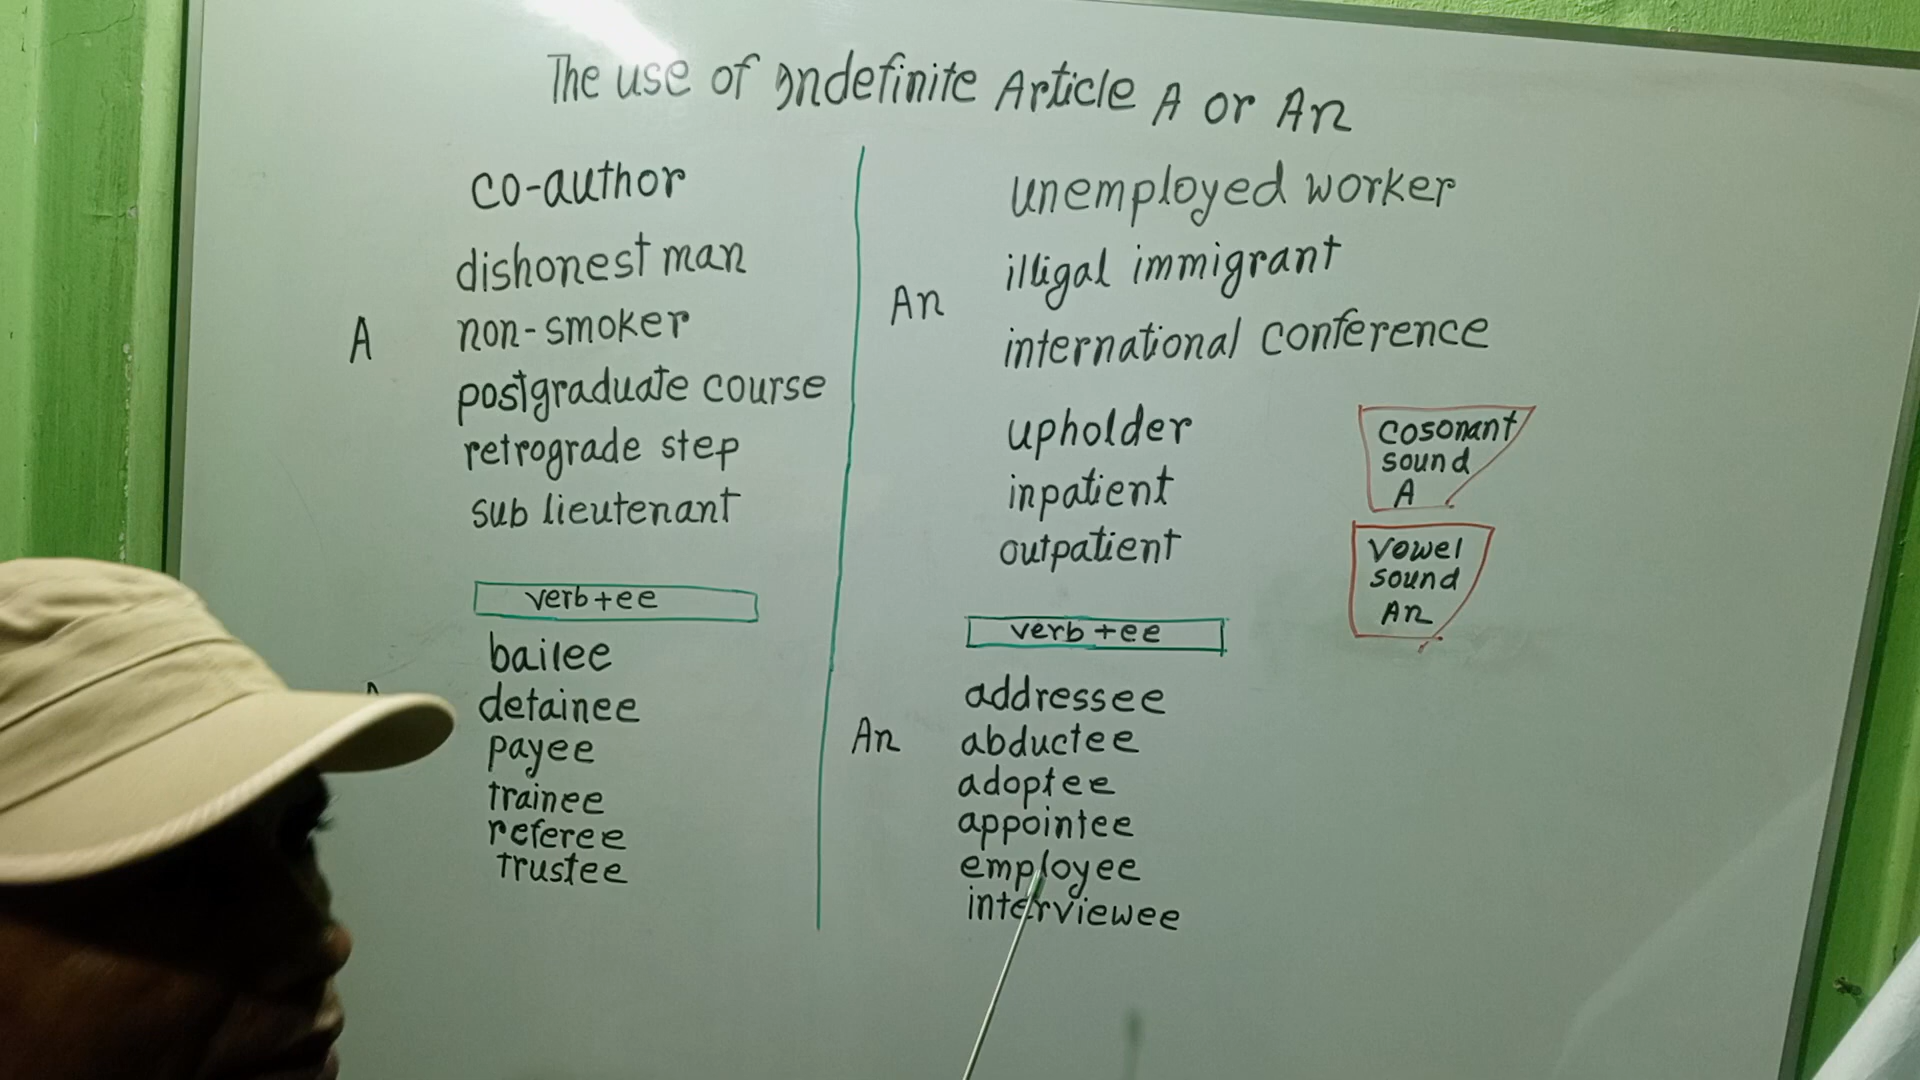 The use of Indefinite Article A or An
A
co-author
dishonest man
non-smoker
postgraduate course
retrograde step
sub lieutenant
verb+ee
bailee
detainee
payee
trainee
referee
trustee
An
unemployed worker
illigal immigrant
international conference
upholder
inpatient
outpatient
verb+ee
An
addressee
abductee
adoptee
appointee
employee
interviewee
cosonant
sound
A
vowel
sound
An